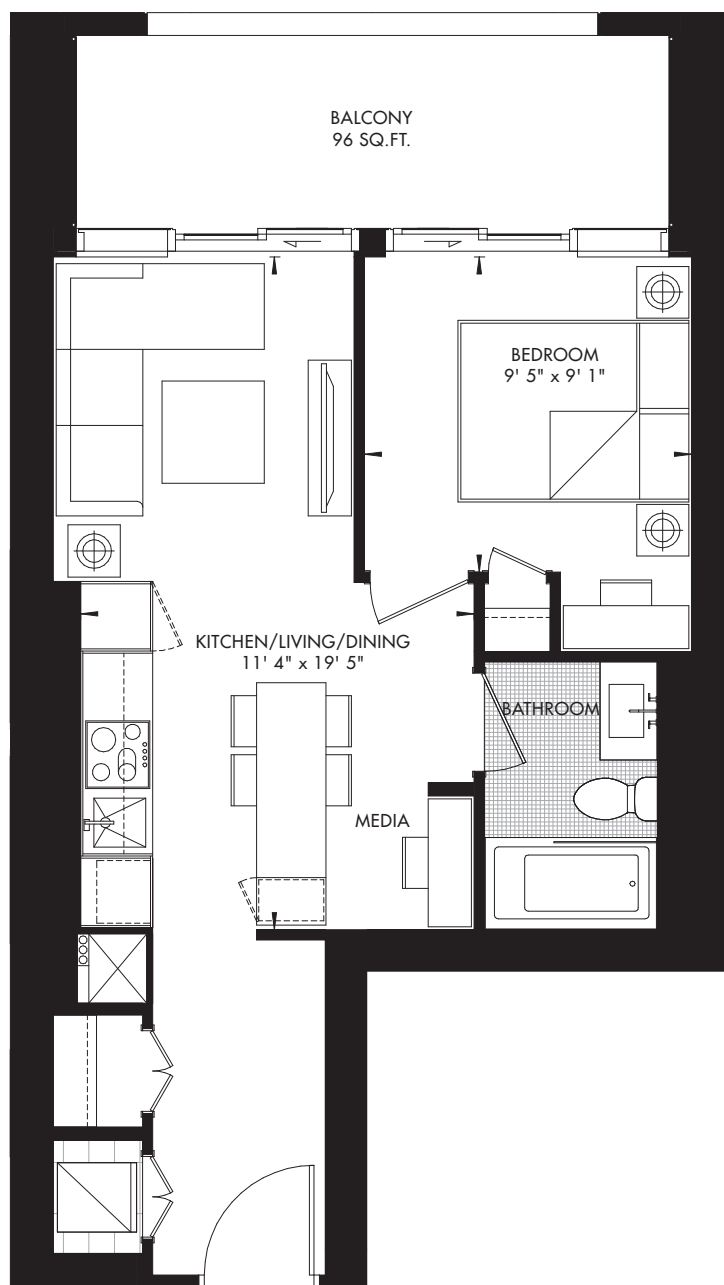 BALCONY
96 SQ.FT.
BEDROOM
9' 5" x 9' 1"
KITCHEN/LIVING/DINING
11' 4" x 19' 5"
BATHROOM
MEDIA